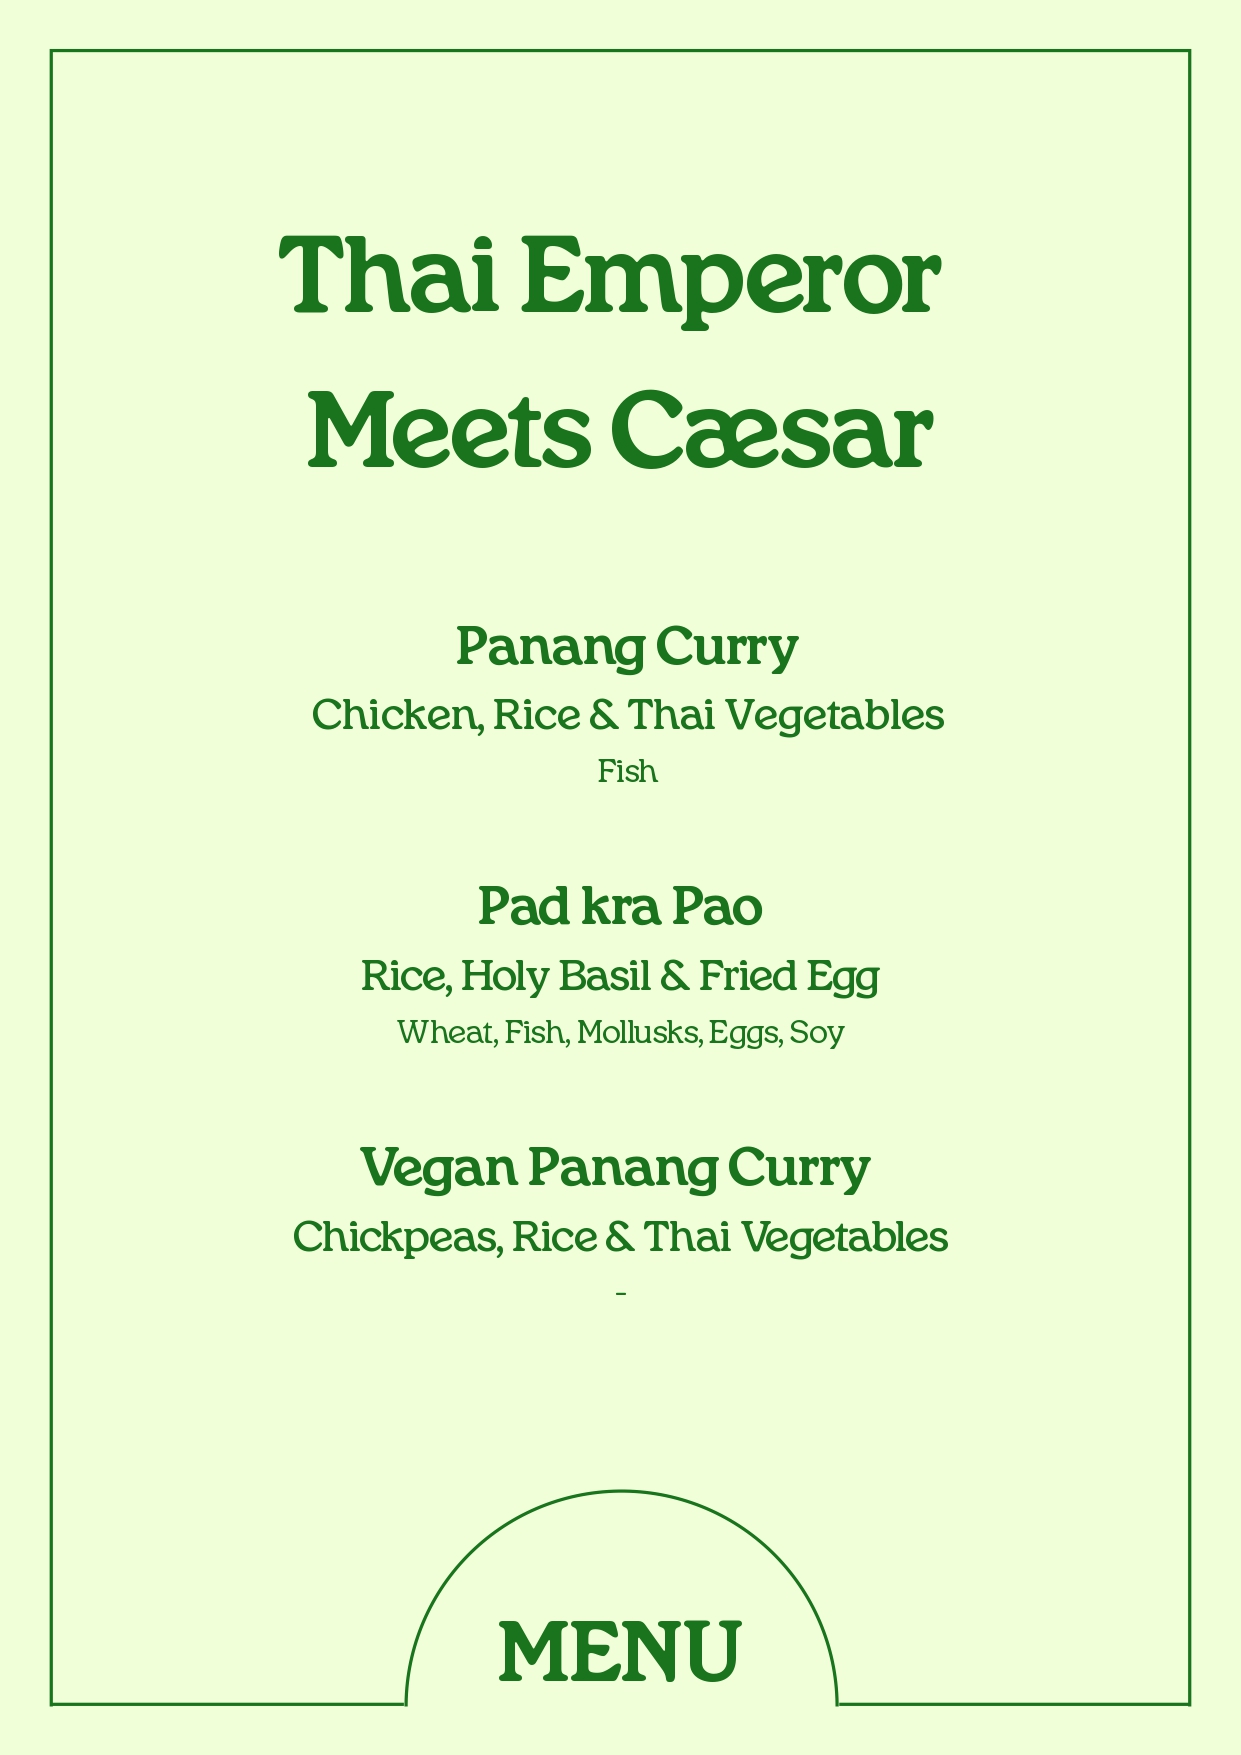 Thai Emperor
Meets Cæsar
Panang Curry
Chicken, Rice & Thai Vegetables
Fish
Pad kra Pao
Rice, Holy Basil & Fried Egg
Wheat, Fish, Mollusks, Eggs, Soy
Vegan Panang Curry
Chickpeas, Rice & Thai Vegetables
-
MENU